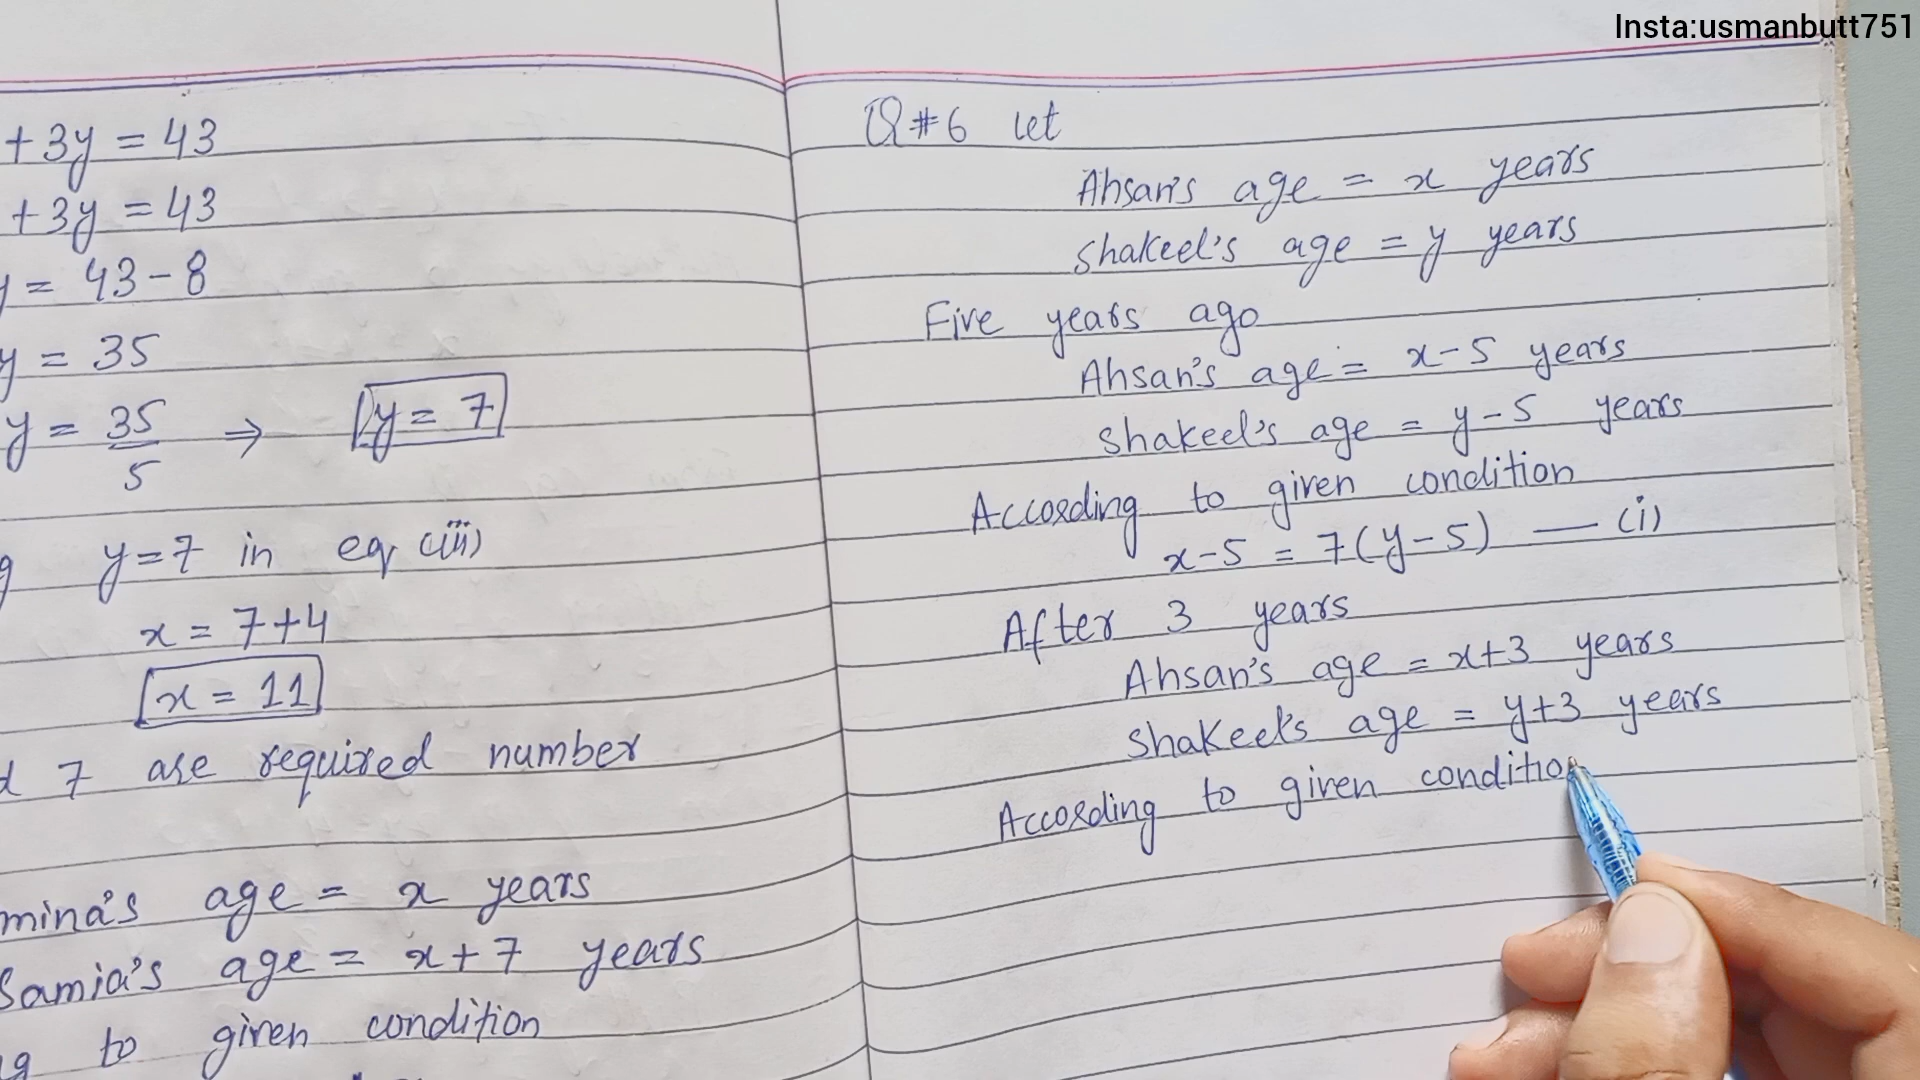 Insta:usmanbutt751
+3y = 43
+3y = 43
y = 43-8
y = 35
y = 35/5 ⇒ y = 7
y=7 in eq (iii)
x = 7+4
x = 11
7 are required number
mina's age = x years
Samia's age = x+7 years
to given condition
Q#6 let
Ahsan's age = x years
Shakeel's age = y years
Five years ago
Ahsan's age = x-5 years
Shakeel's age = y-5 years
According to given condition
x-5 = 7(y-5) — (i)
After 3 years
Ahsan's age = x+3 years
Shakeel's age = y+3 years
According to given condition